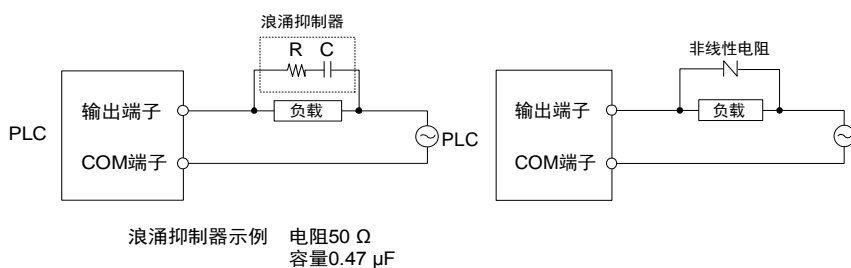 浪涌抑制器
R C
PLC
输出端子
COM端子
负载
PLC
非线性电阻
输出端子
COM端子
负载
浪涌抑制器示例 电阻50 Ω
容量0.47 µF